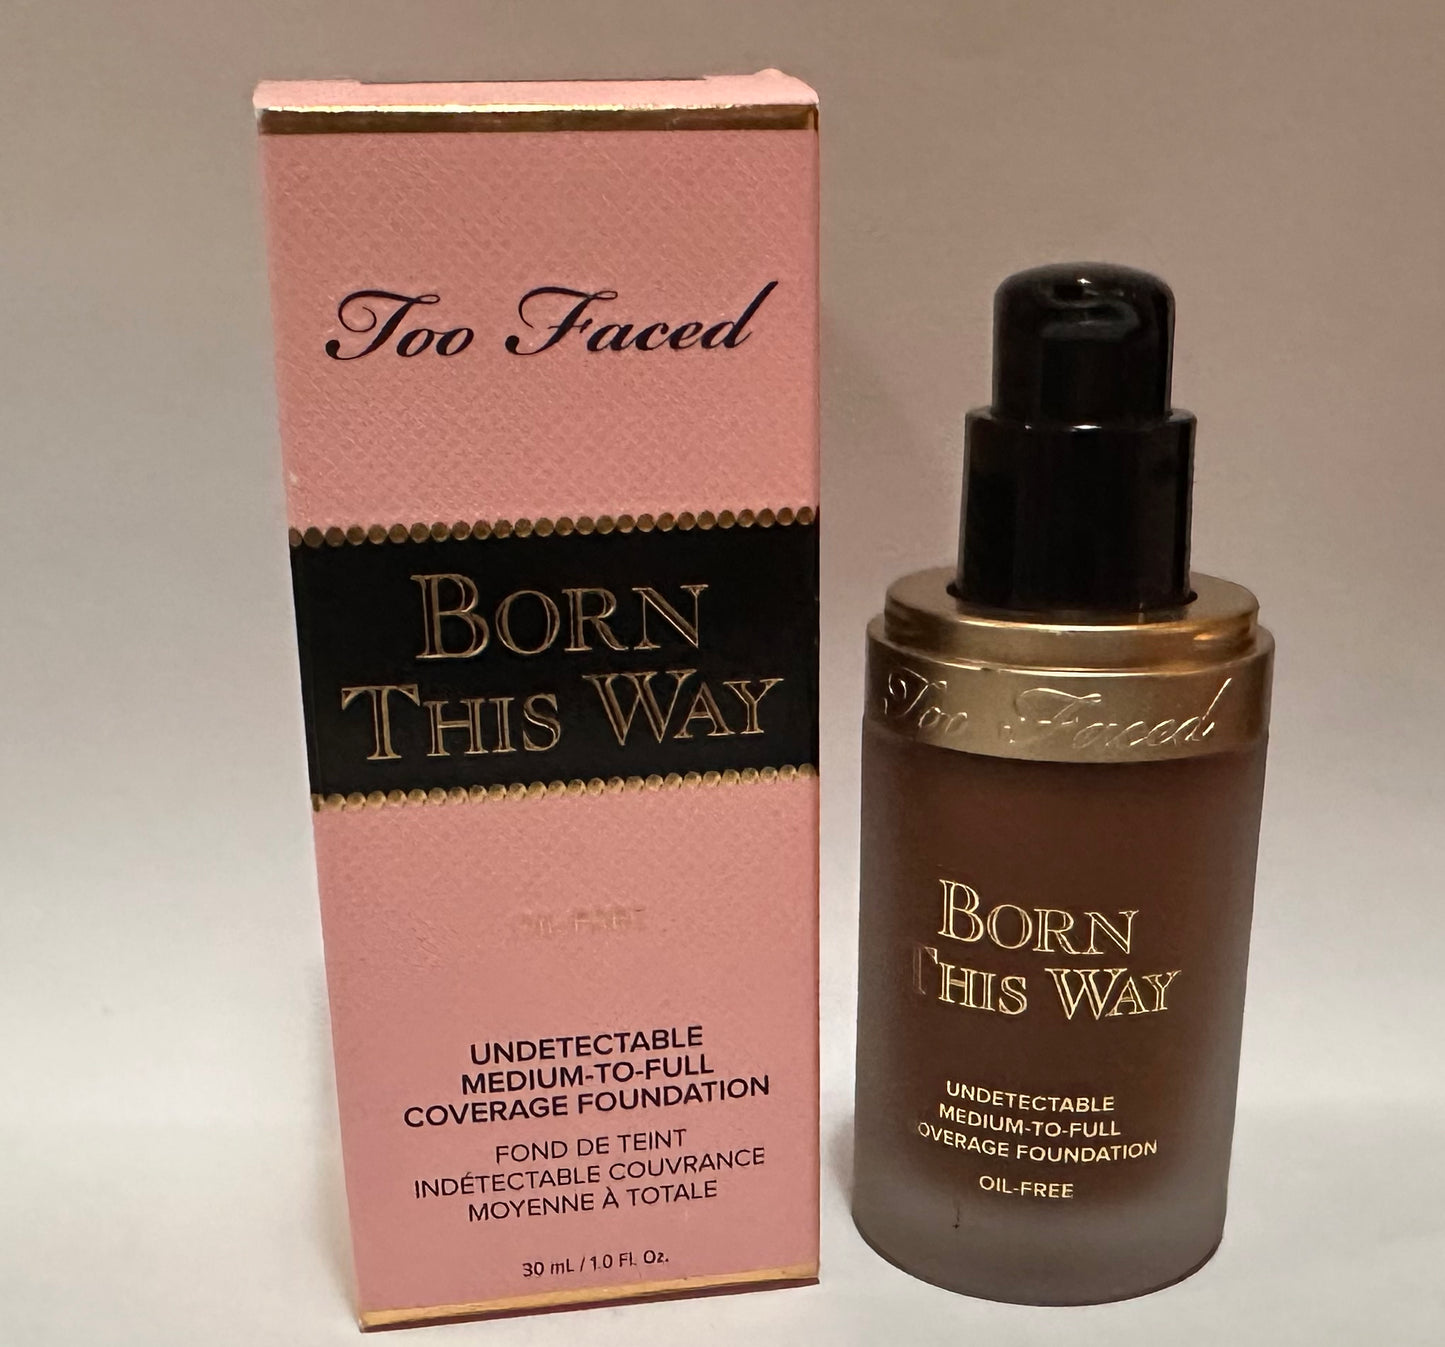 Too Faced
BORN
THIS WAY
UNDETECTABLE
MEDIUM-TO-FULL
COVERAGE FOUNDATION
FOND DE TEINT
INDÉTECTABLE COUVRANCE
MOYENNE À TOTALE
30 mL / 1.0 Fl. Oz.
Too Faced
BORN
THIS WAY
UNDETECTABLE
MEDIUM-TO-FULL
OVERAGE FOUNDATION
OIL-FREE